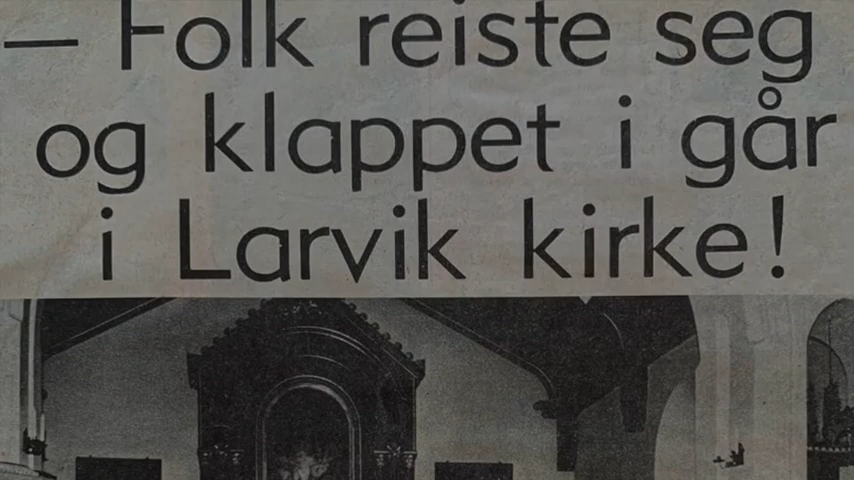 – Folk reiste seg
og klappet i går
i Larvik kirke!